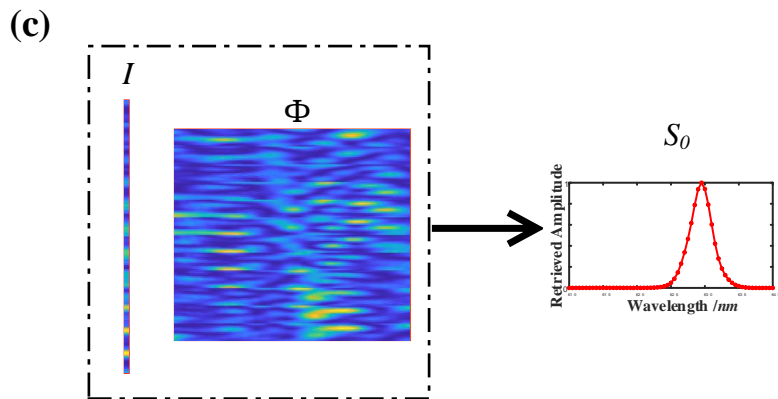 (c)
I
Φ
S₀
Retrieved Amplitude
Wavelength /nm